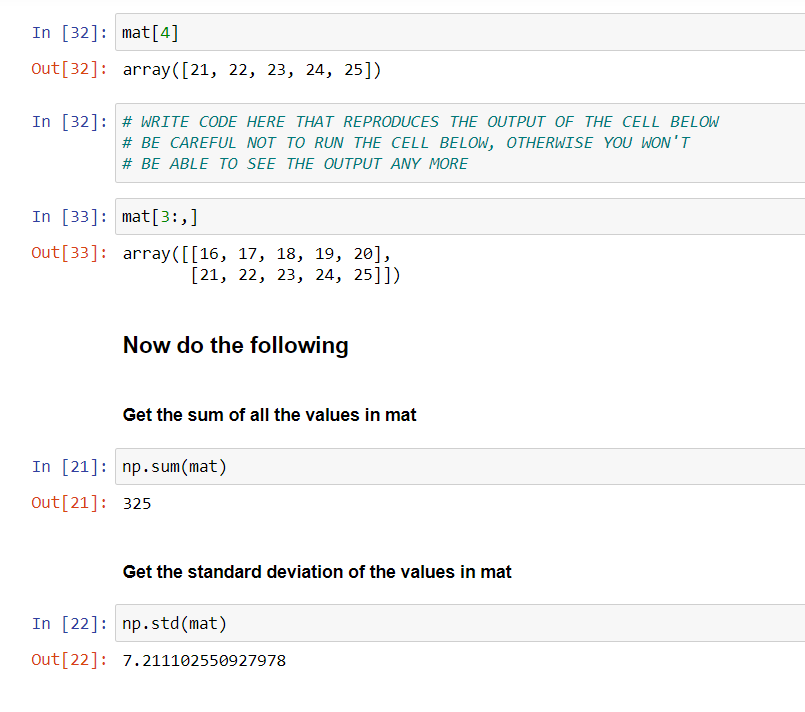 In [32]: mat[4]
Out[32]: array([21, 22, 23, 24, 25])
In [32]: # WRITE CODE HERE THAT REPRODUCES THE OUTPUT OF THE CELL BELOW
# BE CAREFUL NOT TO RUN THE CELL BELOW, OTHERWISE YOU WON'T
# BE ABLE TO SEE THE OUTPUT ANY MORE
In [33]: mat[3:,]
Out[33]: array([[16, 17, 18, 19, 20],
[21, 22, 23, 24, 25]])
Now do the following
Get the sum of all the values in mat
In [21]: np.sum(mat)
Out[21]: 325
Get the standard deviation of the values in mat
In [22]: np.std(mat)
Out[22]: 7.211102550927978